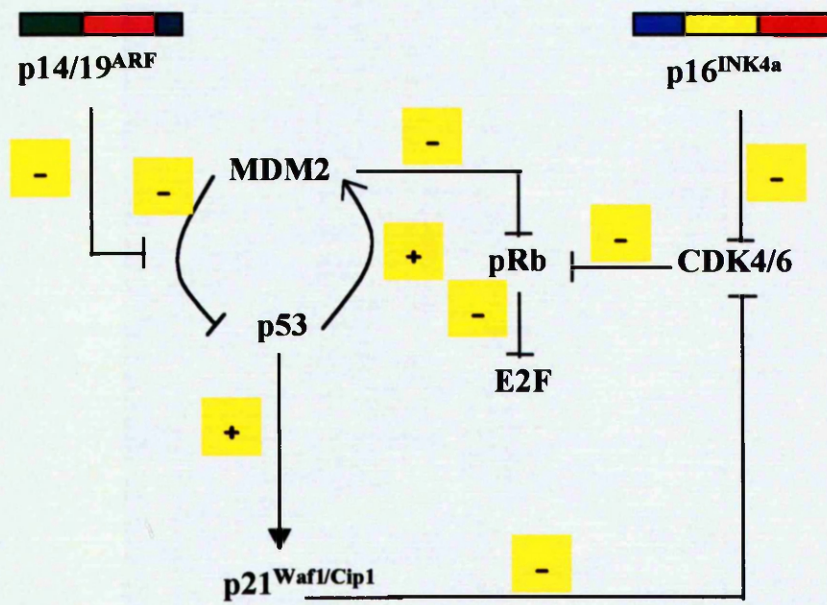 p14/19ARF
p16INK4a
-
-
-
-
MDM2
+
-
pRb
CDK4/6
-
p53
E2F
+
-
p21Waf1/Cip1